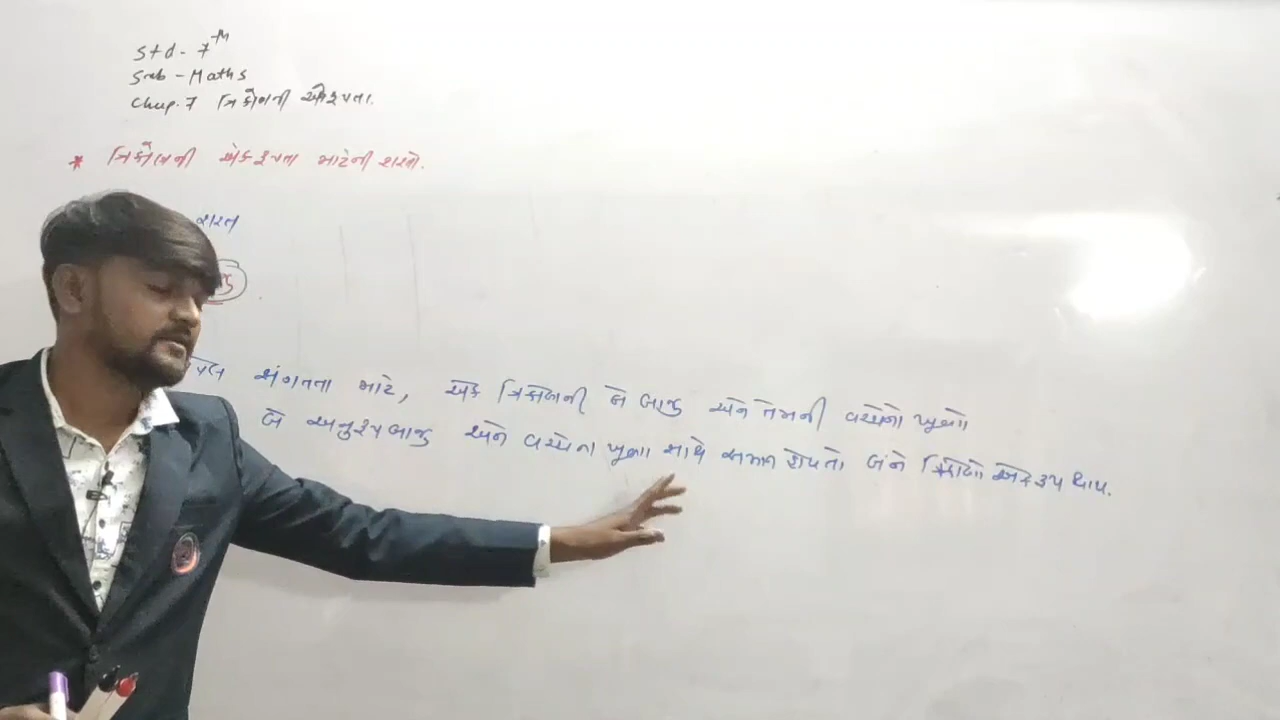 Std - 7th
Sub - Maths
Chap. 7 ત્રિકોણની એકરૂપતા.
* ત્રિકોણની એકરૂપતા માટેની શરતો.
શરત
સંગતતા માટે, એક ત્રિકોણની બે બાજુ અને તેમની વચ્ચેનો ખૂણો
બે અનુરૂપ બાજુ અને વચ્ચેના ખૂણા સાથે સમાન હોય તો બંને ત્રિકોણો એકરૂપ થાય.